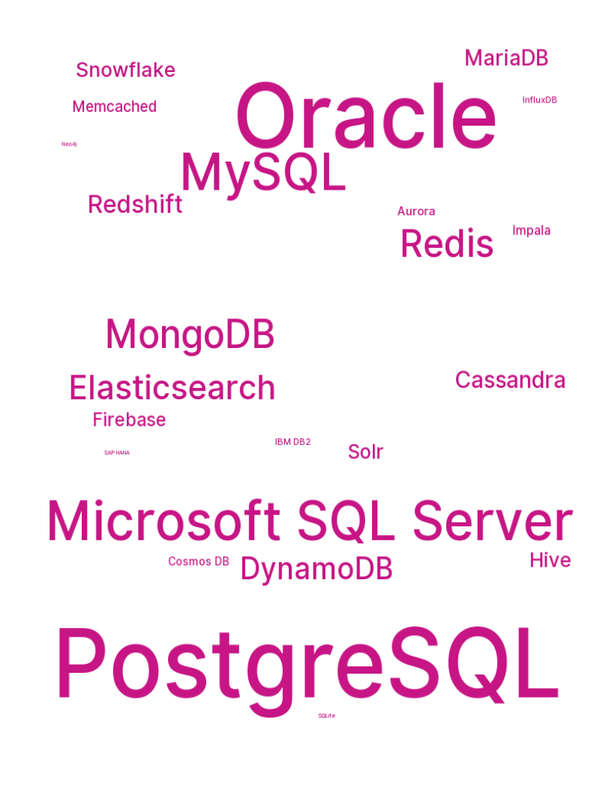 MariaDB
Snowflake
Oracle
InfluxDB
Memcached
Neo4j
MySQL
Redshift
Aurora
Impala
Redis
MongoDB
Cassandra
Elasticsearch
Firebase
IBM DB2
Solr
SAP HANA
Microsoft SQL Server
Hive
Cosmos DB
DynamoDB
PostgreSQL
SQLite